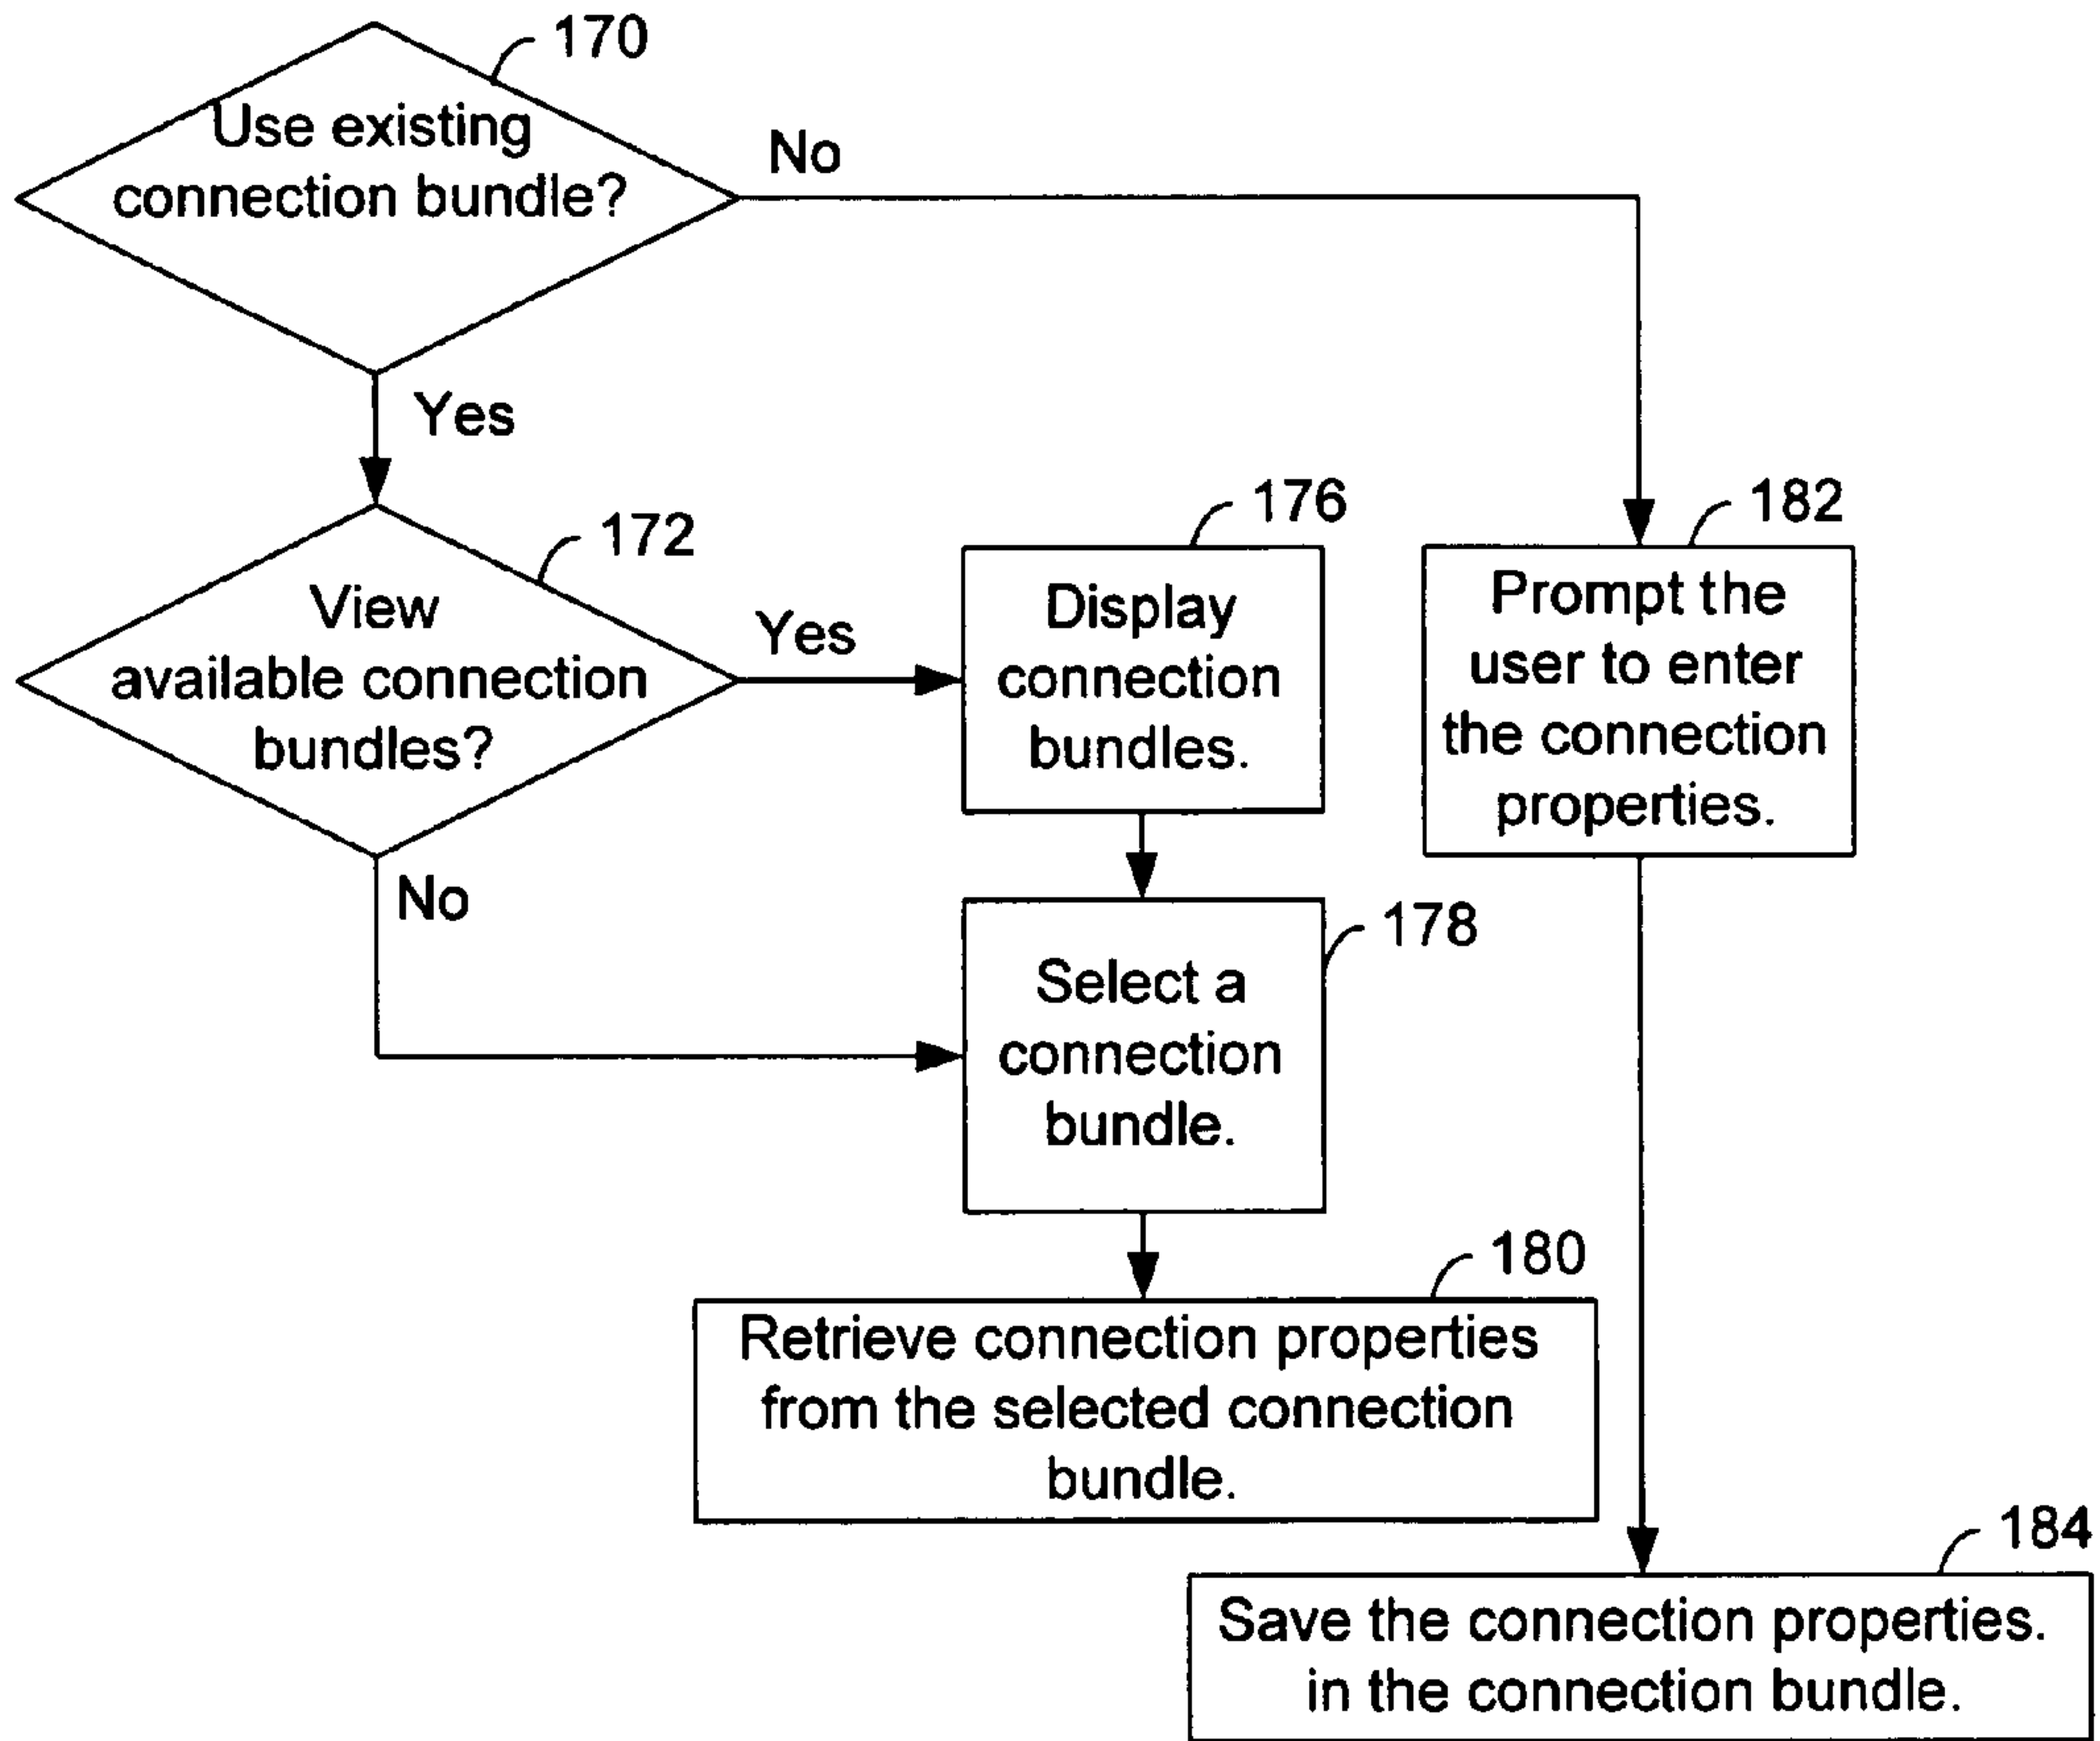 170
Use existing
connection bundle?
No
Yes
172
View
available connection
bundles?
Yes
No
176
Display
connection
bundles.
182
Prompt the
user to enter
the connection
properties.
178
Select a
connection
bundle.
180
Retrieve connection properties
from the selected connection
bundle.
184
Save the connection properties.
in the connection bundle.